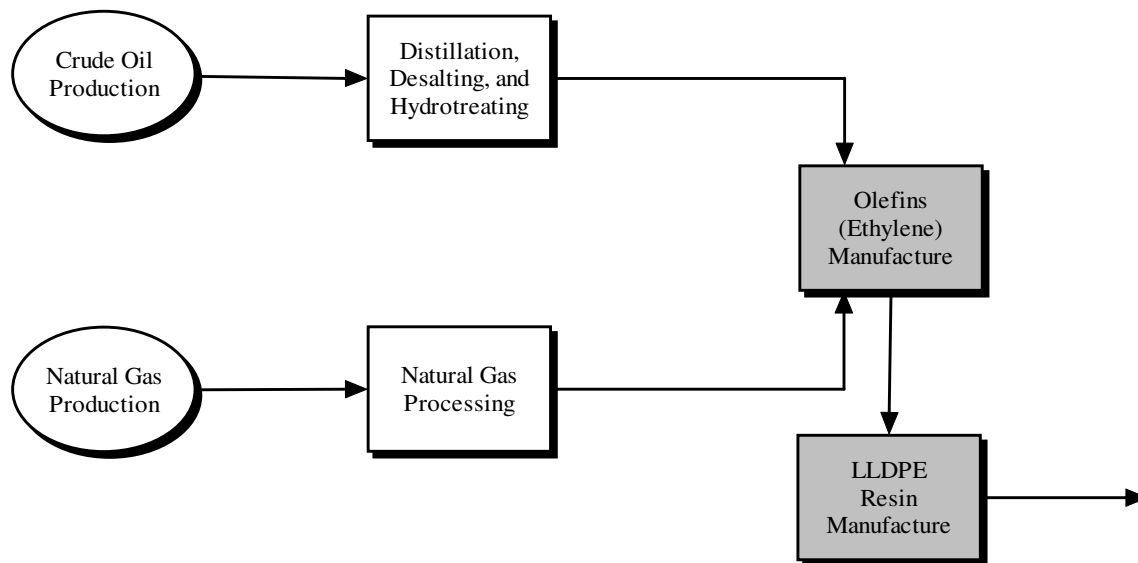 Crude Oil
Production
Distillation,
Desalting, and
Hydrotreating
Olefins
(Ethylene)
Manufacture
Natural Gas
Production
Natural Gas
Processing
LLDPE
Resin
Manufacture